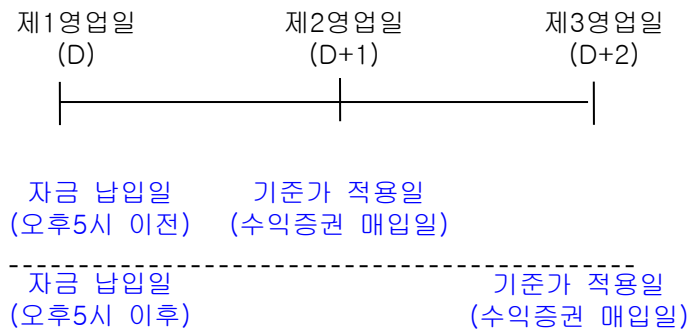 제1영업일 제2영업일 제3영업일
(D) (D+1) (D+2)
자금 납입일 기준가 적용일
(오후5시 이전) (수익증권 매입일)
자금 납입일 기준가 적용일
(오후5시 이후) (수익증권 매입일)